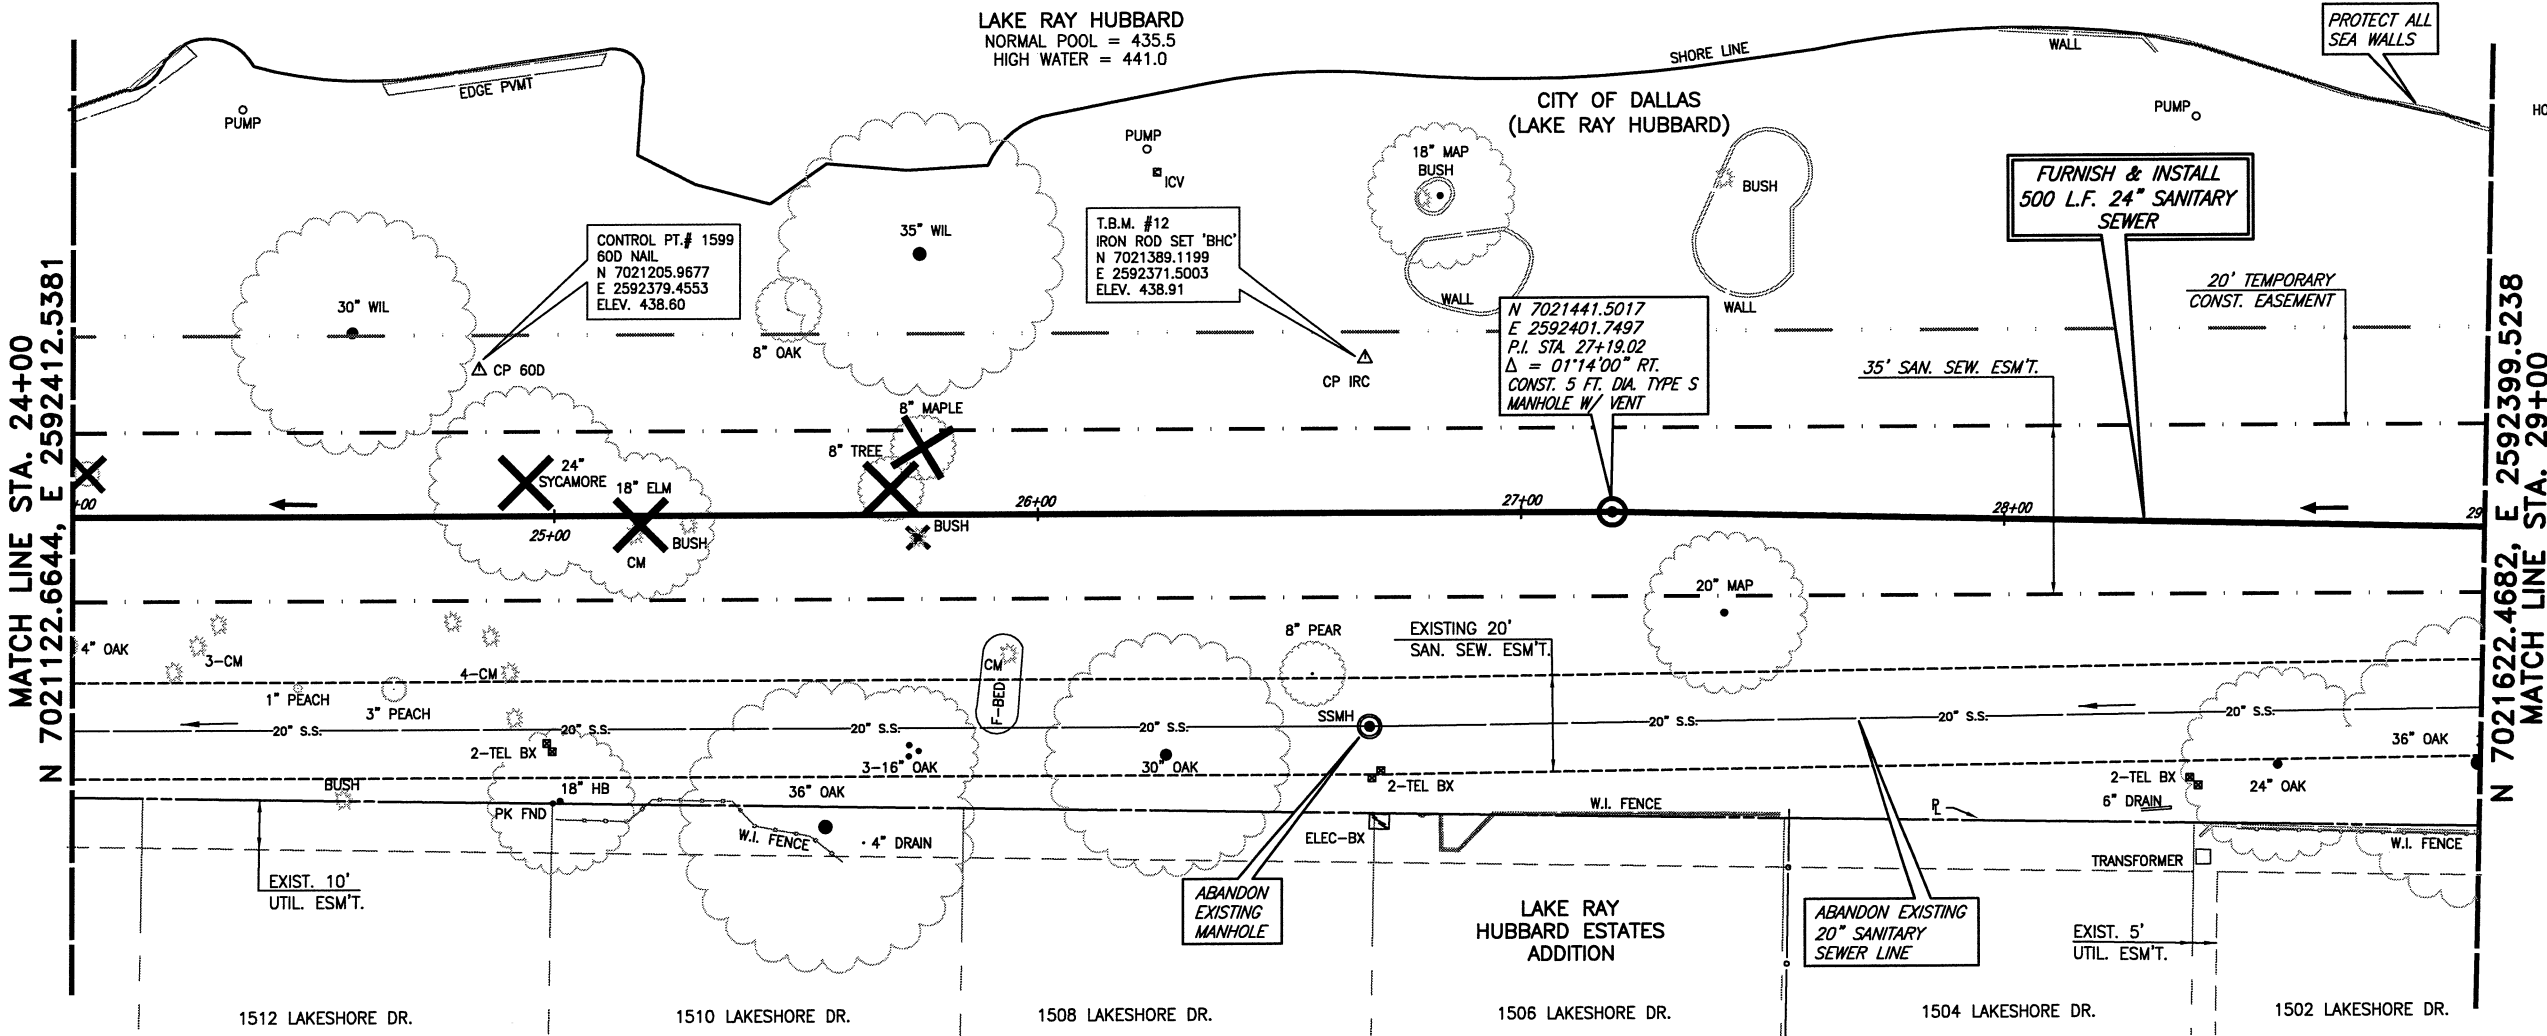 LAKE RAY HUBBARD
NORMAL POOL = 435.5
HIGH WATER = 441.0
PROTECT ALL
SEA WALLS
SHORE LINE
WALL
EDGE PVMT
PUMP
PUMP
ICV
CITY OF DALLAS
(LAKE RAY HUBBARD)
PUMP
18" MAP
BUSH
BUSH
WALL
WALL
FURNISH & INSTALL
500 L.F. 24" SANITARY
SEWER
CONTROL PT.# 1599
60D NAIL
N 7021205.9677
E 2592379.4553
ELEV. 438.60
35" WIL
T.B.M. #12
IRON ROD SET 'BHC'
N 7021389.1199
E 2592371.5003
ELEV. 438.91
30" WIL
8" OAK
CP 60D
CP IRC
N 7021441.5017
E 2592401.7497
P.I. STA. 27+19.02
Δ = 01°14'00" RT.
CONST. 5 FT. DIA. TYPE S
MANHOLE W/ VENT
20' TEMPORARY
CONST. EASEMENT
35' SAN. SEW. ESM'T.
MATCH LINE STA. 24+00
N 7021122.6644, E 2592412.5381
N 7021622.4682, E 2592399.5238
MATCH LINE STA. 29+00
HO
8" MAPLE
8" TREE
24"
SYCAMORE
18" ELM
BUSH
CM
BUSH
+00
25+00
26+00
27+00
28+00
29
20" MAP
4" OAK
3-CM
1" PEACH
3" PEACH
4-CM
CM
F-BED
8" PEAR
EXISTING 20'
SAN. SEW. ESM'T.
SSMH
20" S.S.
20" S.S.
20" S.S.
20" S.S.
20" S.S.
20" S.S.
20" S.S.
2-TEL BX
3-16" OAK
30" OAK
2-TEL BX
2-TEL BX
36" OAK
24" OAK
6" DRAIN
BUSH
18" HB
PK FND
36" OAK
W.I. FENCE
4" DRAIN
ELEC-BX
W.I. FENCE
PL
W.I. FENCE
TRANSFORMER
EXIST. 10'
UTIL. ESM'T.
ABANDON
EXISTING
MANHOLE
LAKE RAY
HUBBARD ESTATES
ADDITION
ABANDON EXISTING
20" SANITARY
SEWER LINE
EXIST. 5'
UTIL. ESM'T.
1512 LAKESHORE DR.
1510 LAKESHORE DR.
1508 LAKESHORE DR.
1506 LAKESHORE DR.
1504 LAKESHORE DR.
1502 LAKESHORE DR.